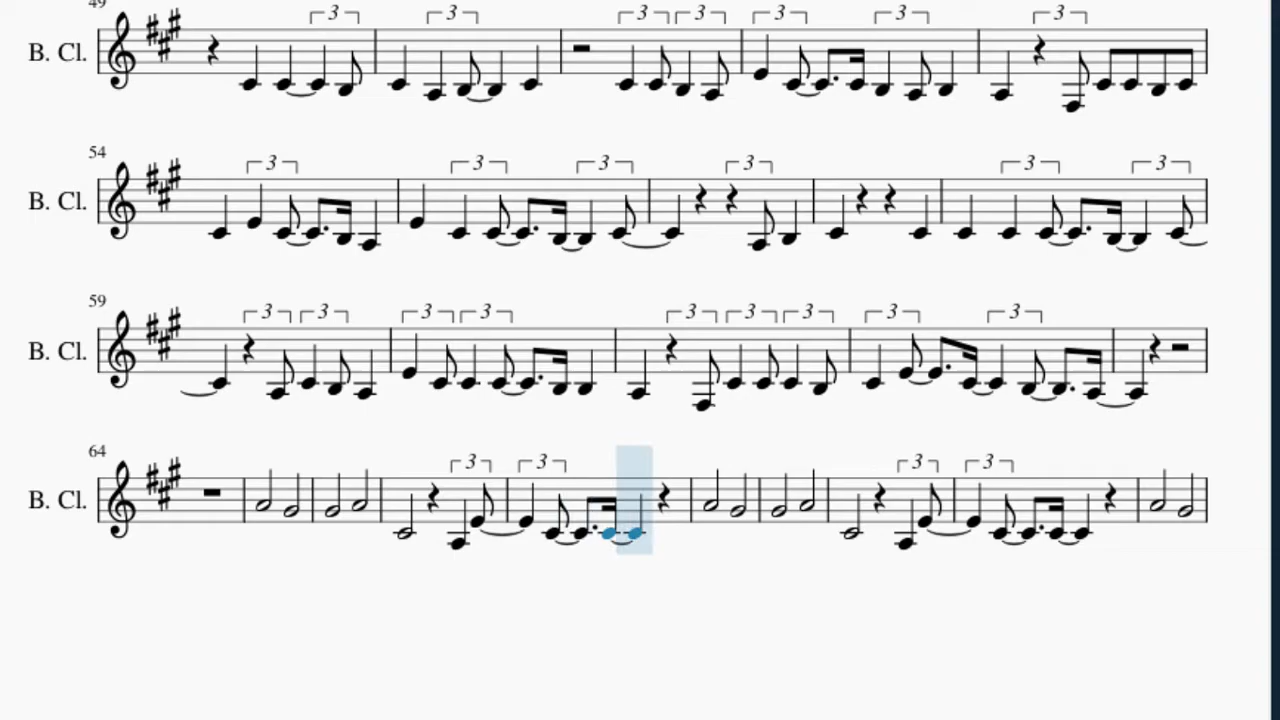 49
3 3 3 3 3 3 3
B. Cl.
54
3 3 3 3 3 3
B. Cl.
59
3 3 3 3 3 3 3 3 3
B. Cl.
64
3 3 3 3
B. Cl.